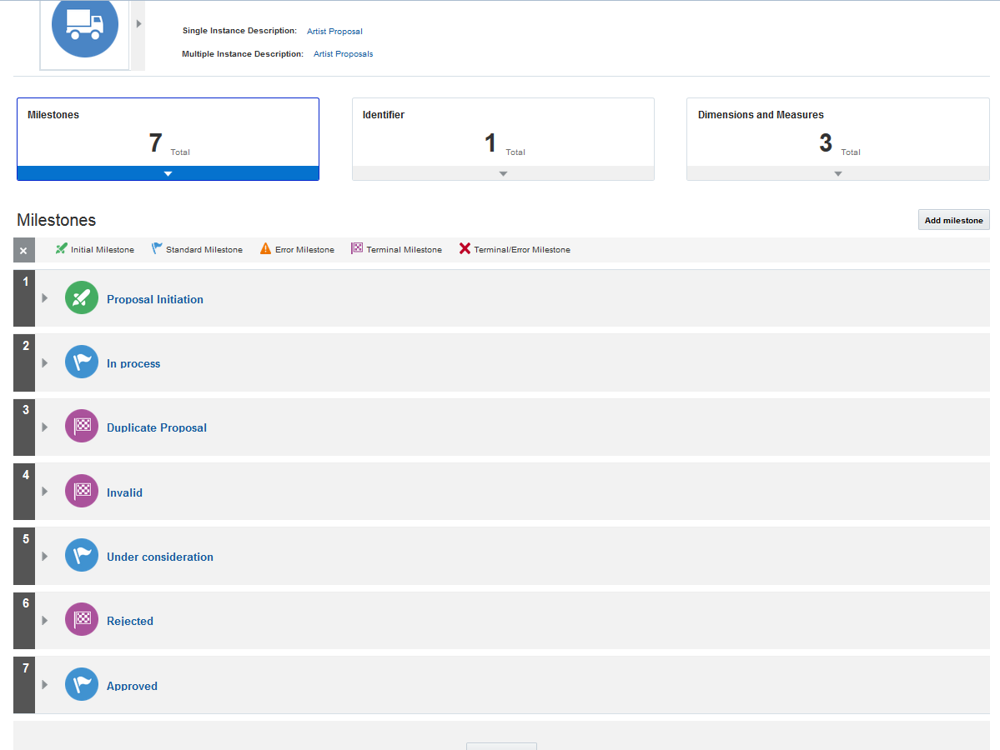 Single Instance Description: Artist Proposal
Multiple Instance Description: Artist Proposals
Milestones
7 Total
Identifier
1 Total
Dimensions and Measures
3 Total
Milestones
Add milestone
Initial Milestone Standard Milestone Error Milestone Terminal Milestone Terminal/Error Milestone
1 Proposal Initiation
2 In process
3 Duplicate Proposal
4 Invalid
5 Under consideration
6 Rejected
7 Approved